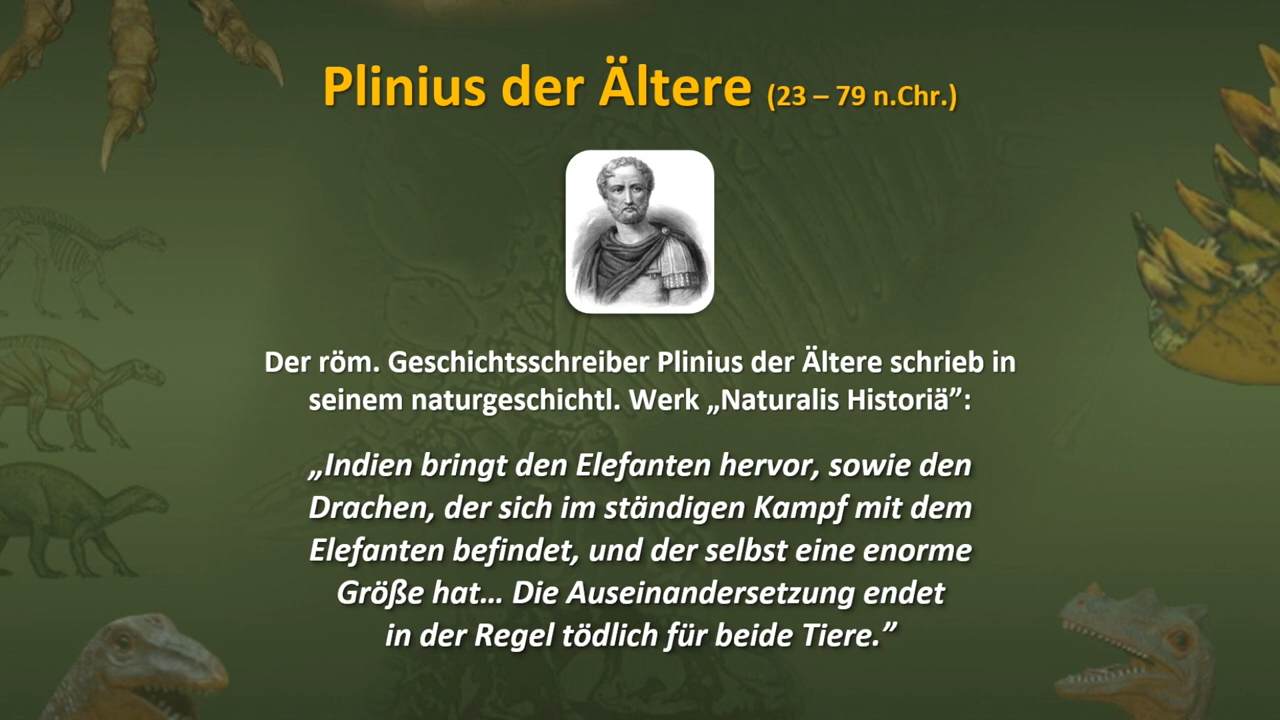 Plinius der Ältere (23 – 79 n.Chr.)
Der röm. Geschichtsschreiber Plinius der Ältere schrieb in
seinem naturgeschichtl. Werk „Naturalis Historiä”:
„Indien bringt den Elefanten hervor, sowie den
Drachen, der sich im ständigen Kampf mit dem
Elefanten befindet, und der selbst eine enorme
Größe hat... Die Auseinandersetzung endet
in der Regel tödlich für beide Tiere.”